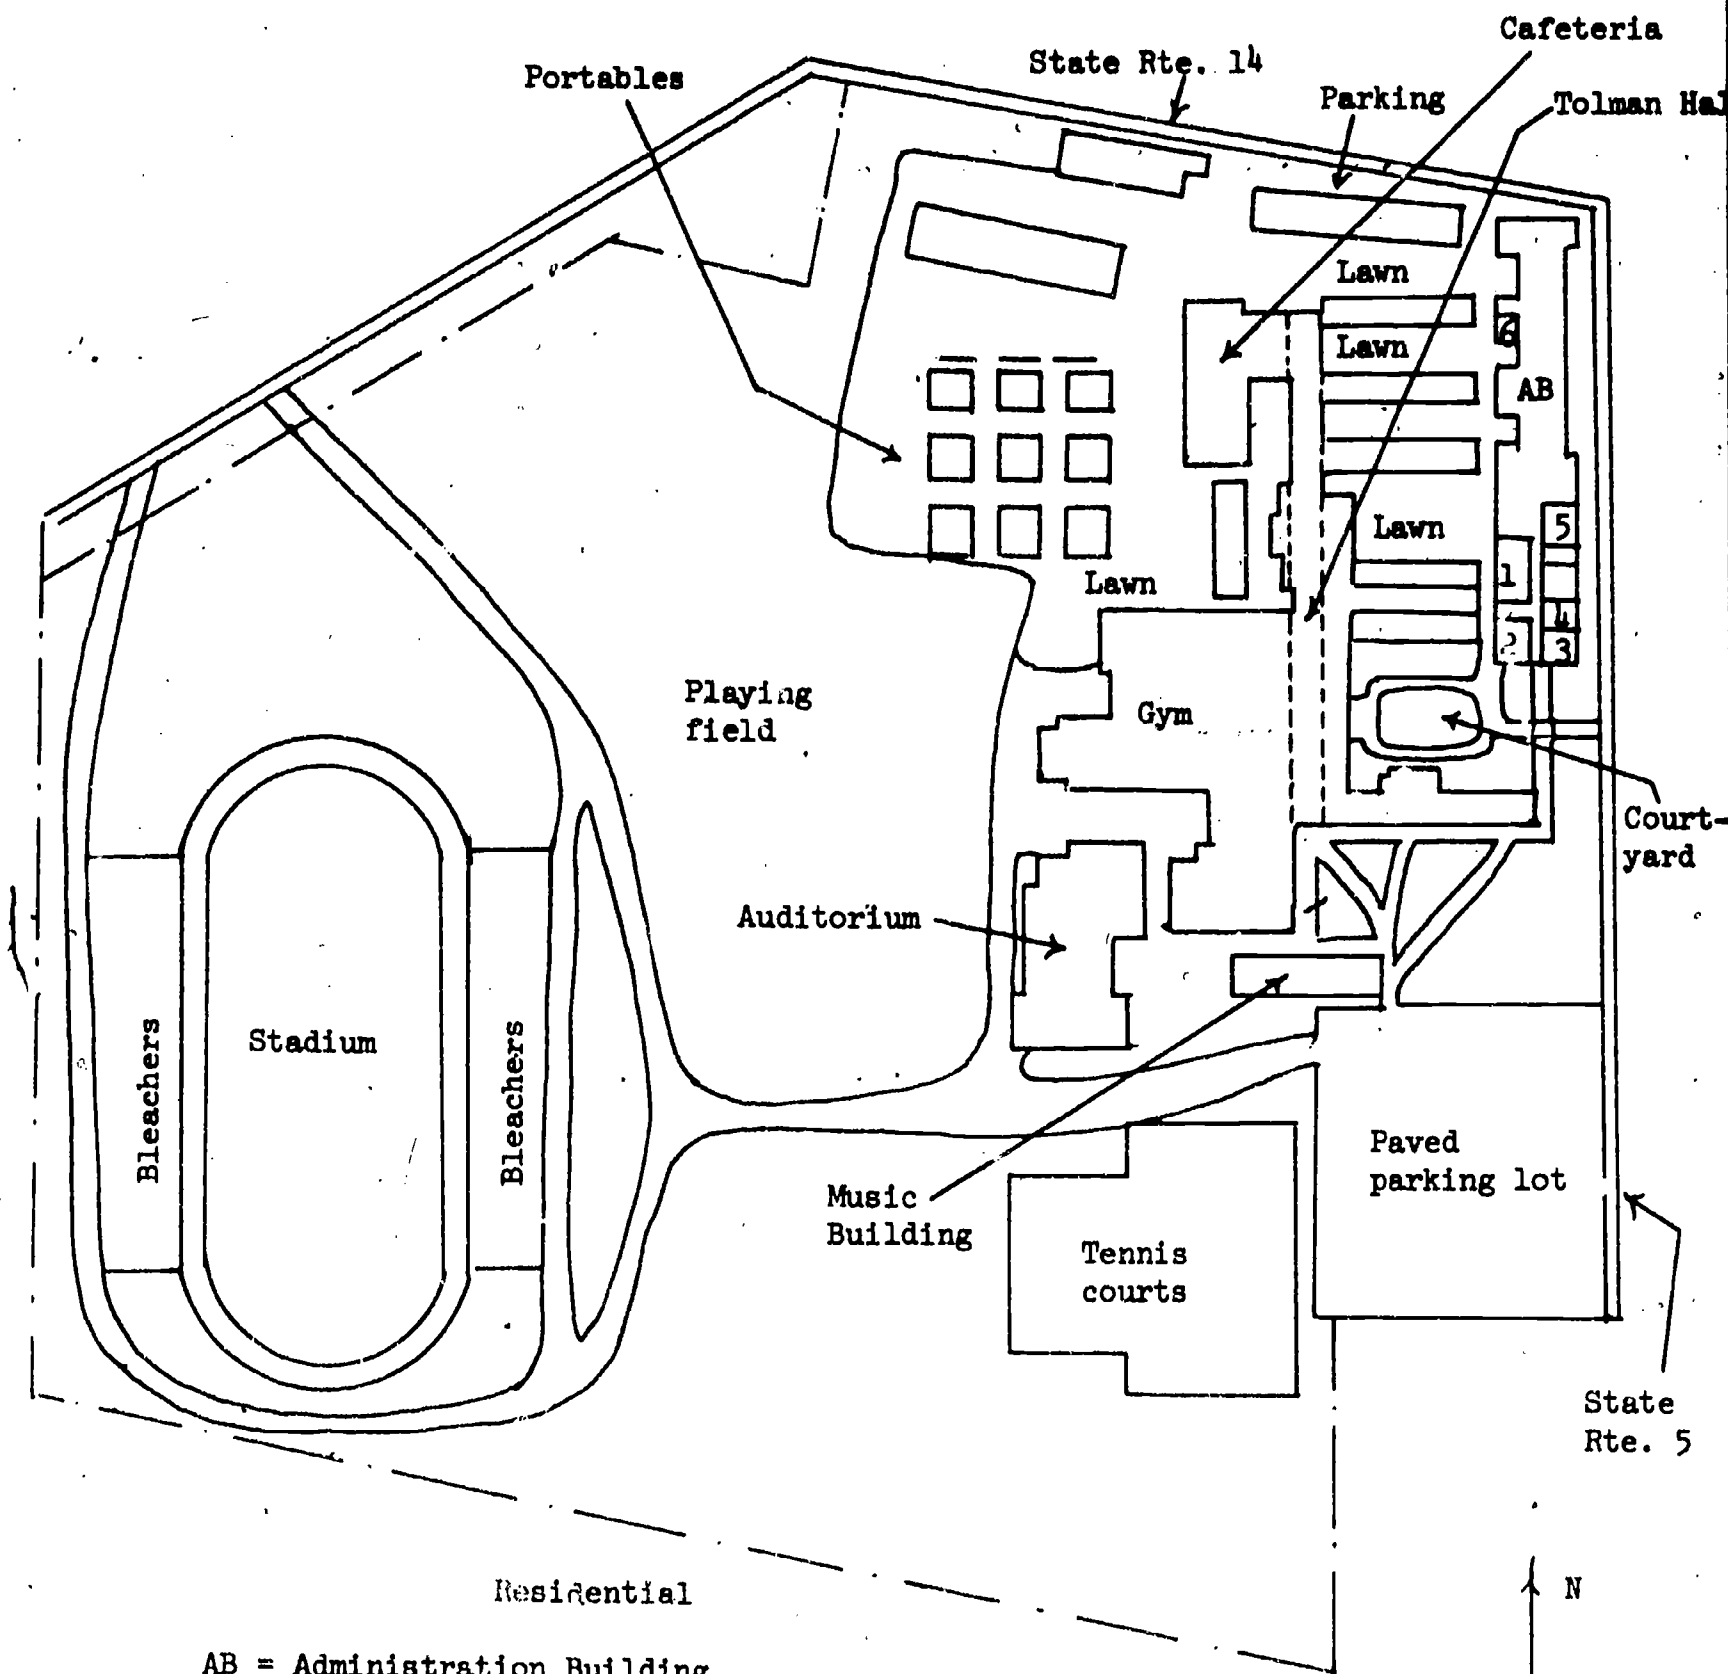 Cafeteria
State Rte. 14
Portables
Parking
Tolman Hal
Lawn
6
Lawn
AB
5
Lawn
1
Lawn
4
2
3
Playing
field
Gym
Court-
yard
Auditorium
Stadium
Bleachers
Bleachers
Paved
parking lot
Music
Building
Tennis
courts
State
Rte. 5
Residential
N
AB = Administration Building